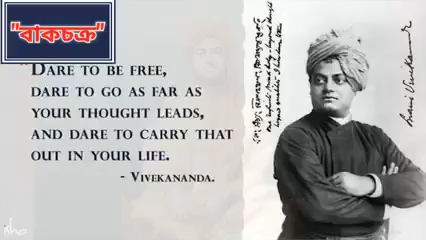 "বাকচক্র"
"Dare to be free,
dare to go as far as
your thought leads,
and dare to carry that
out in your life.
- Vivekananda.